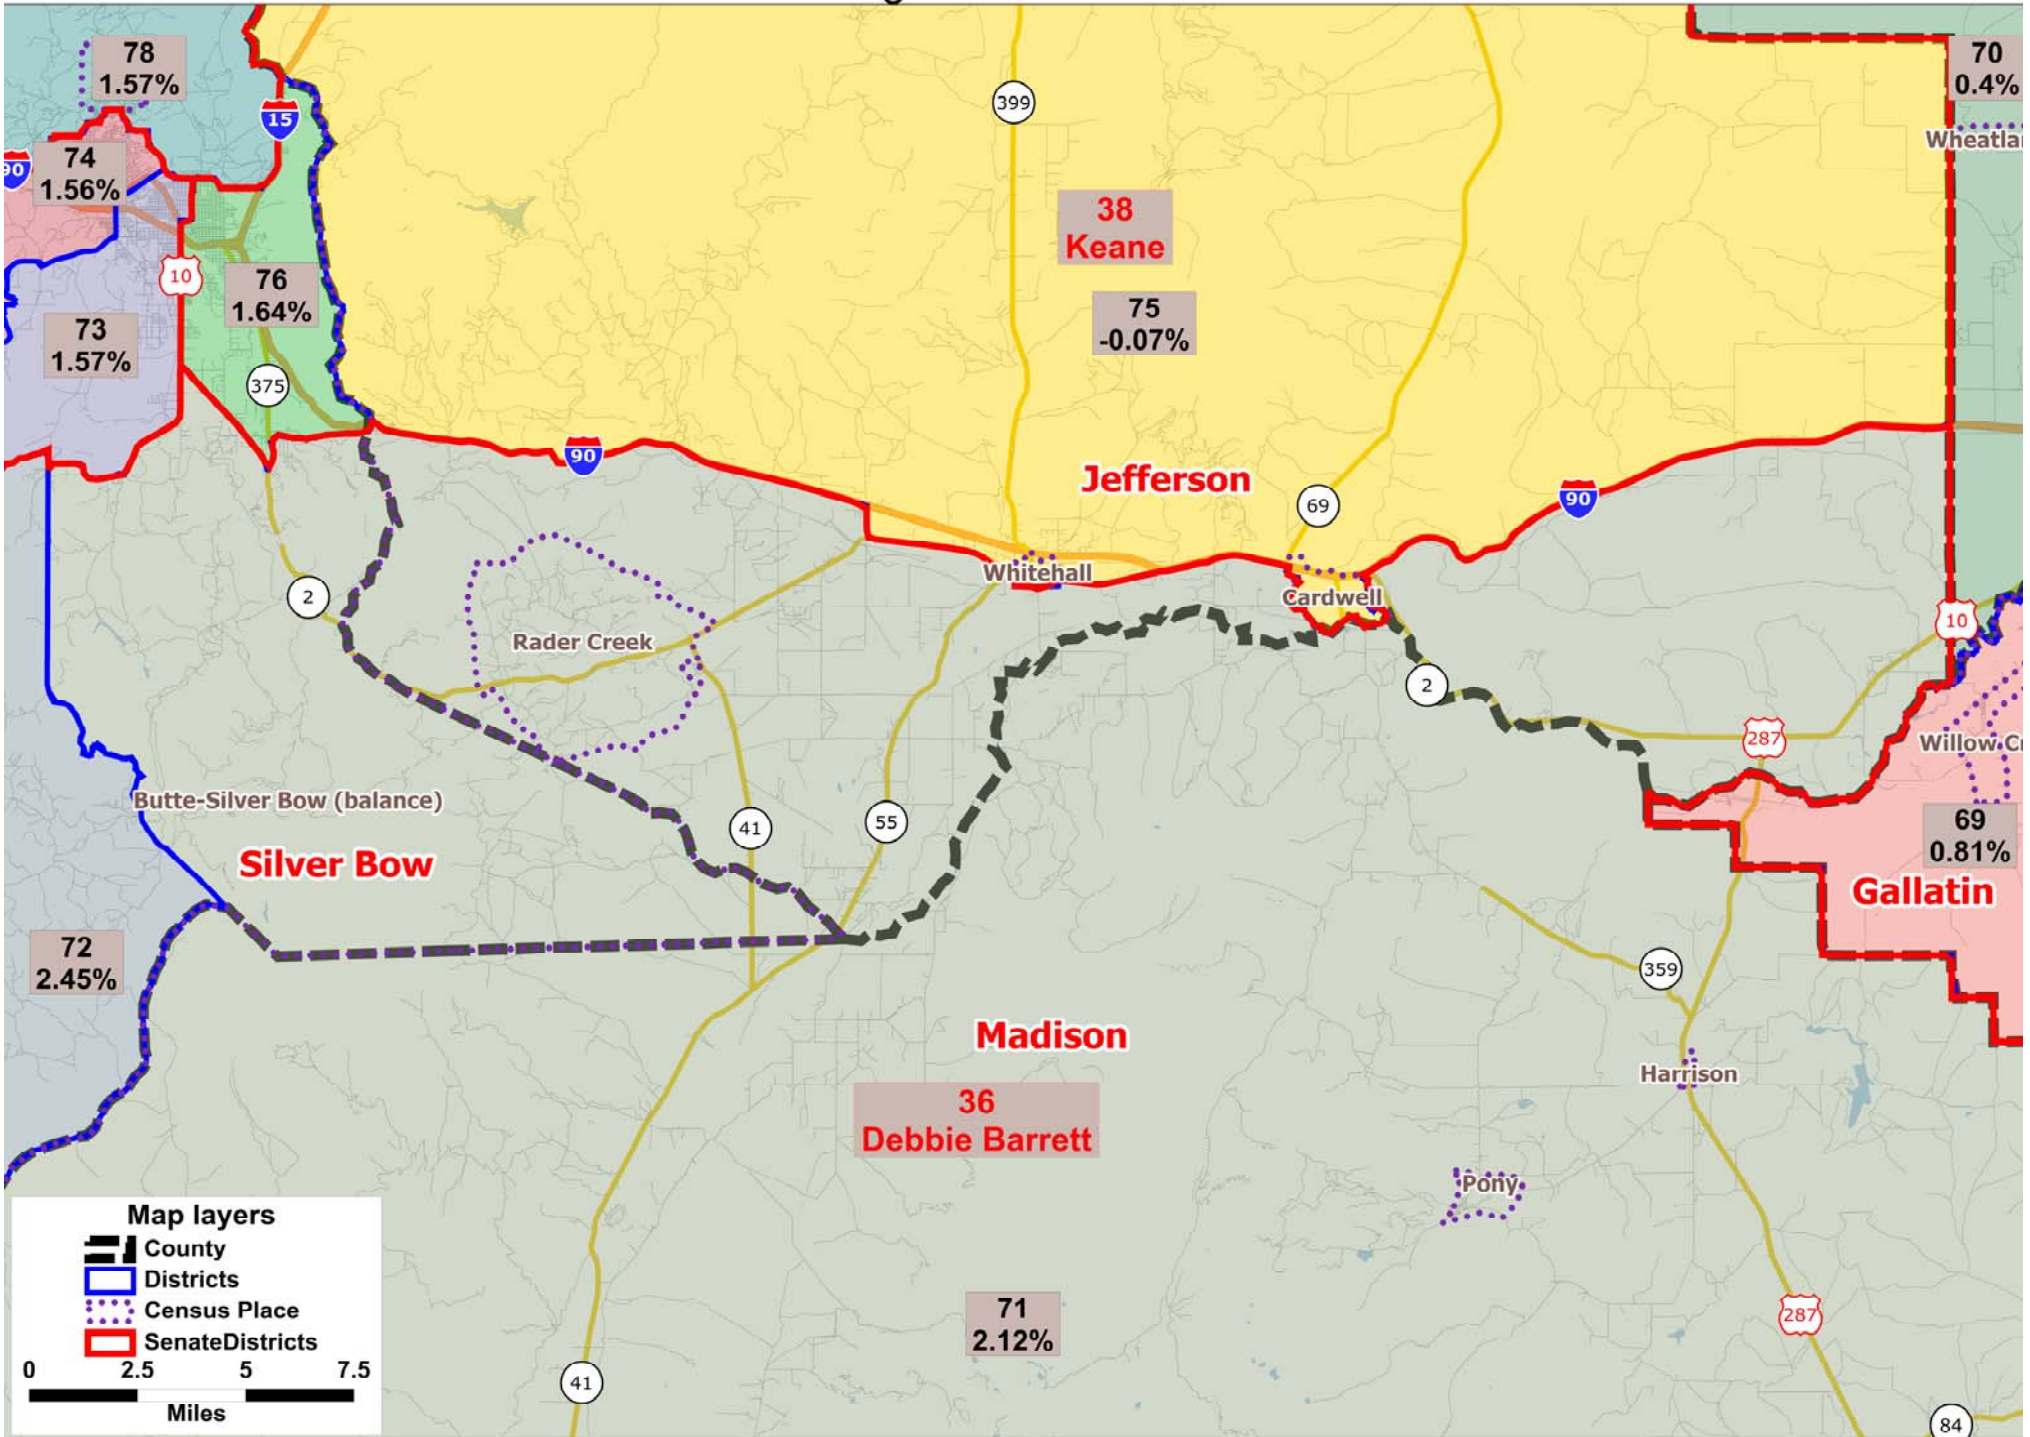 78
1.57%
70
0.4%
15
399
Wheatlan
74
1.56%
90
38
Keane
10
76
1.64%
75
-0.07%
73
1.57%
375
90
Jefferson
69
90
Whitehall
Cardwell
2
10
Rader Creek
2
287
Willow Cr
Butte-Silver Bow (balance)
41
55
69
0.81%
Silver Bow
Gallatin
72
2.45%
359
Madison
Harrison
36
Debbie Barrett
Pony
Map layers
County
Districts
Census Place
SenateDistricts
0 2.5 5 7.5
Miles
71
2.12%
287
41
84